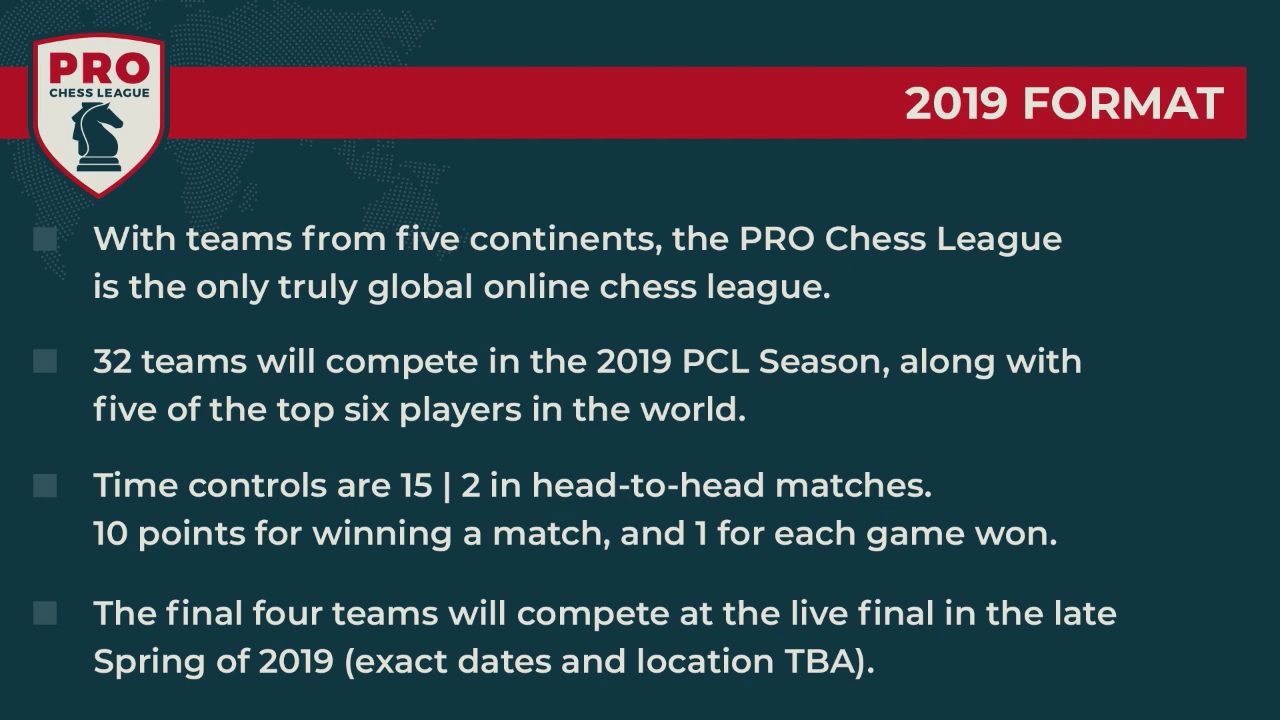 PRO
CHESS LEAGUE
2019 FORMAT
With teams from five continents, the PRO Chess League
is the only truly global online chess league.
32 teams will compete in the 2019 PCL Season, along with
five of the top six players in the world.
Time controls are 15 | 2 in head-to-head matches.
10 points for winning a match, and 1 for each game won.
The final four teams will compete at the live final in the late
Spring of 2019 (exact dates and location TBA).